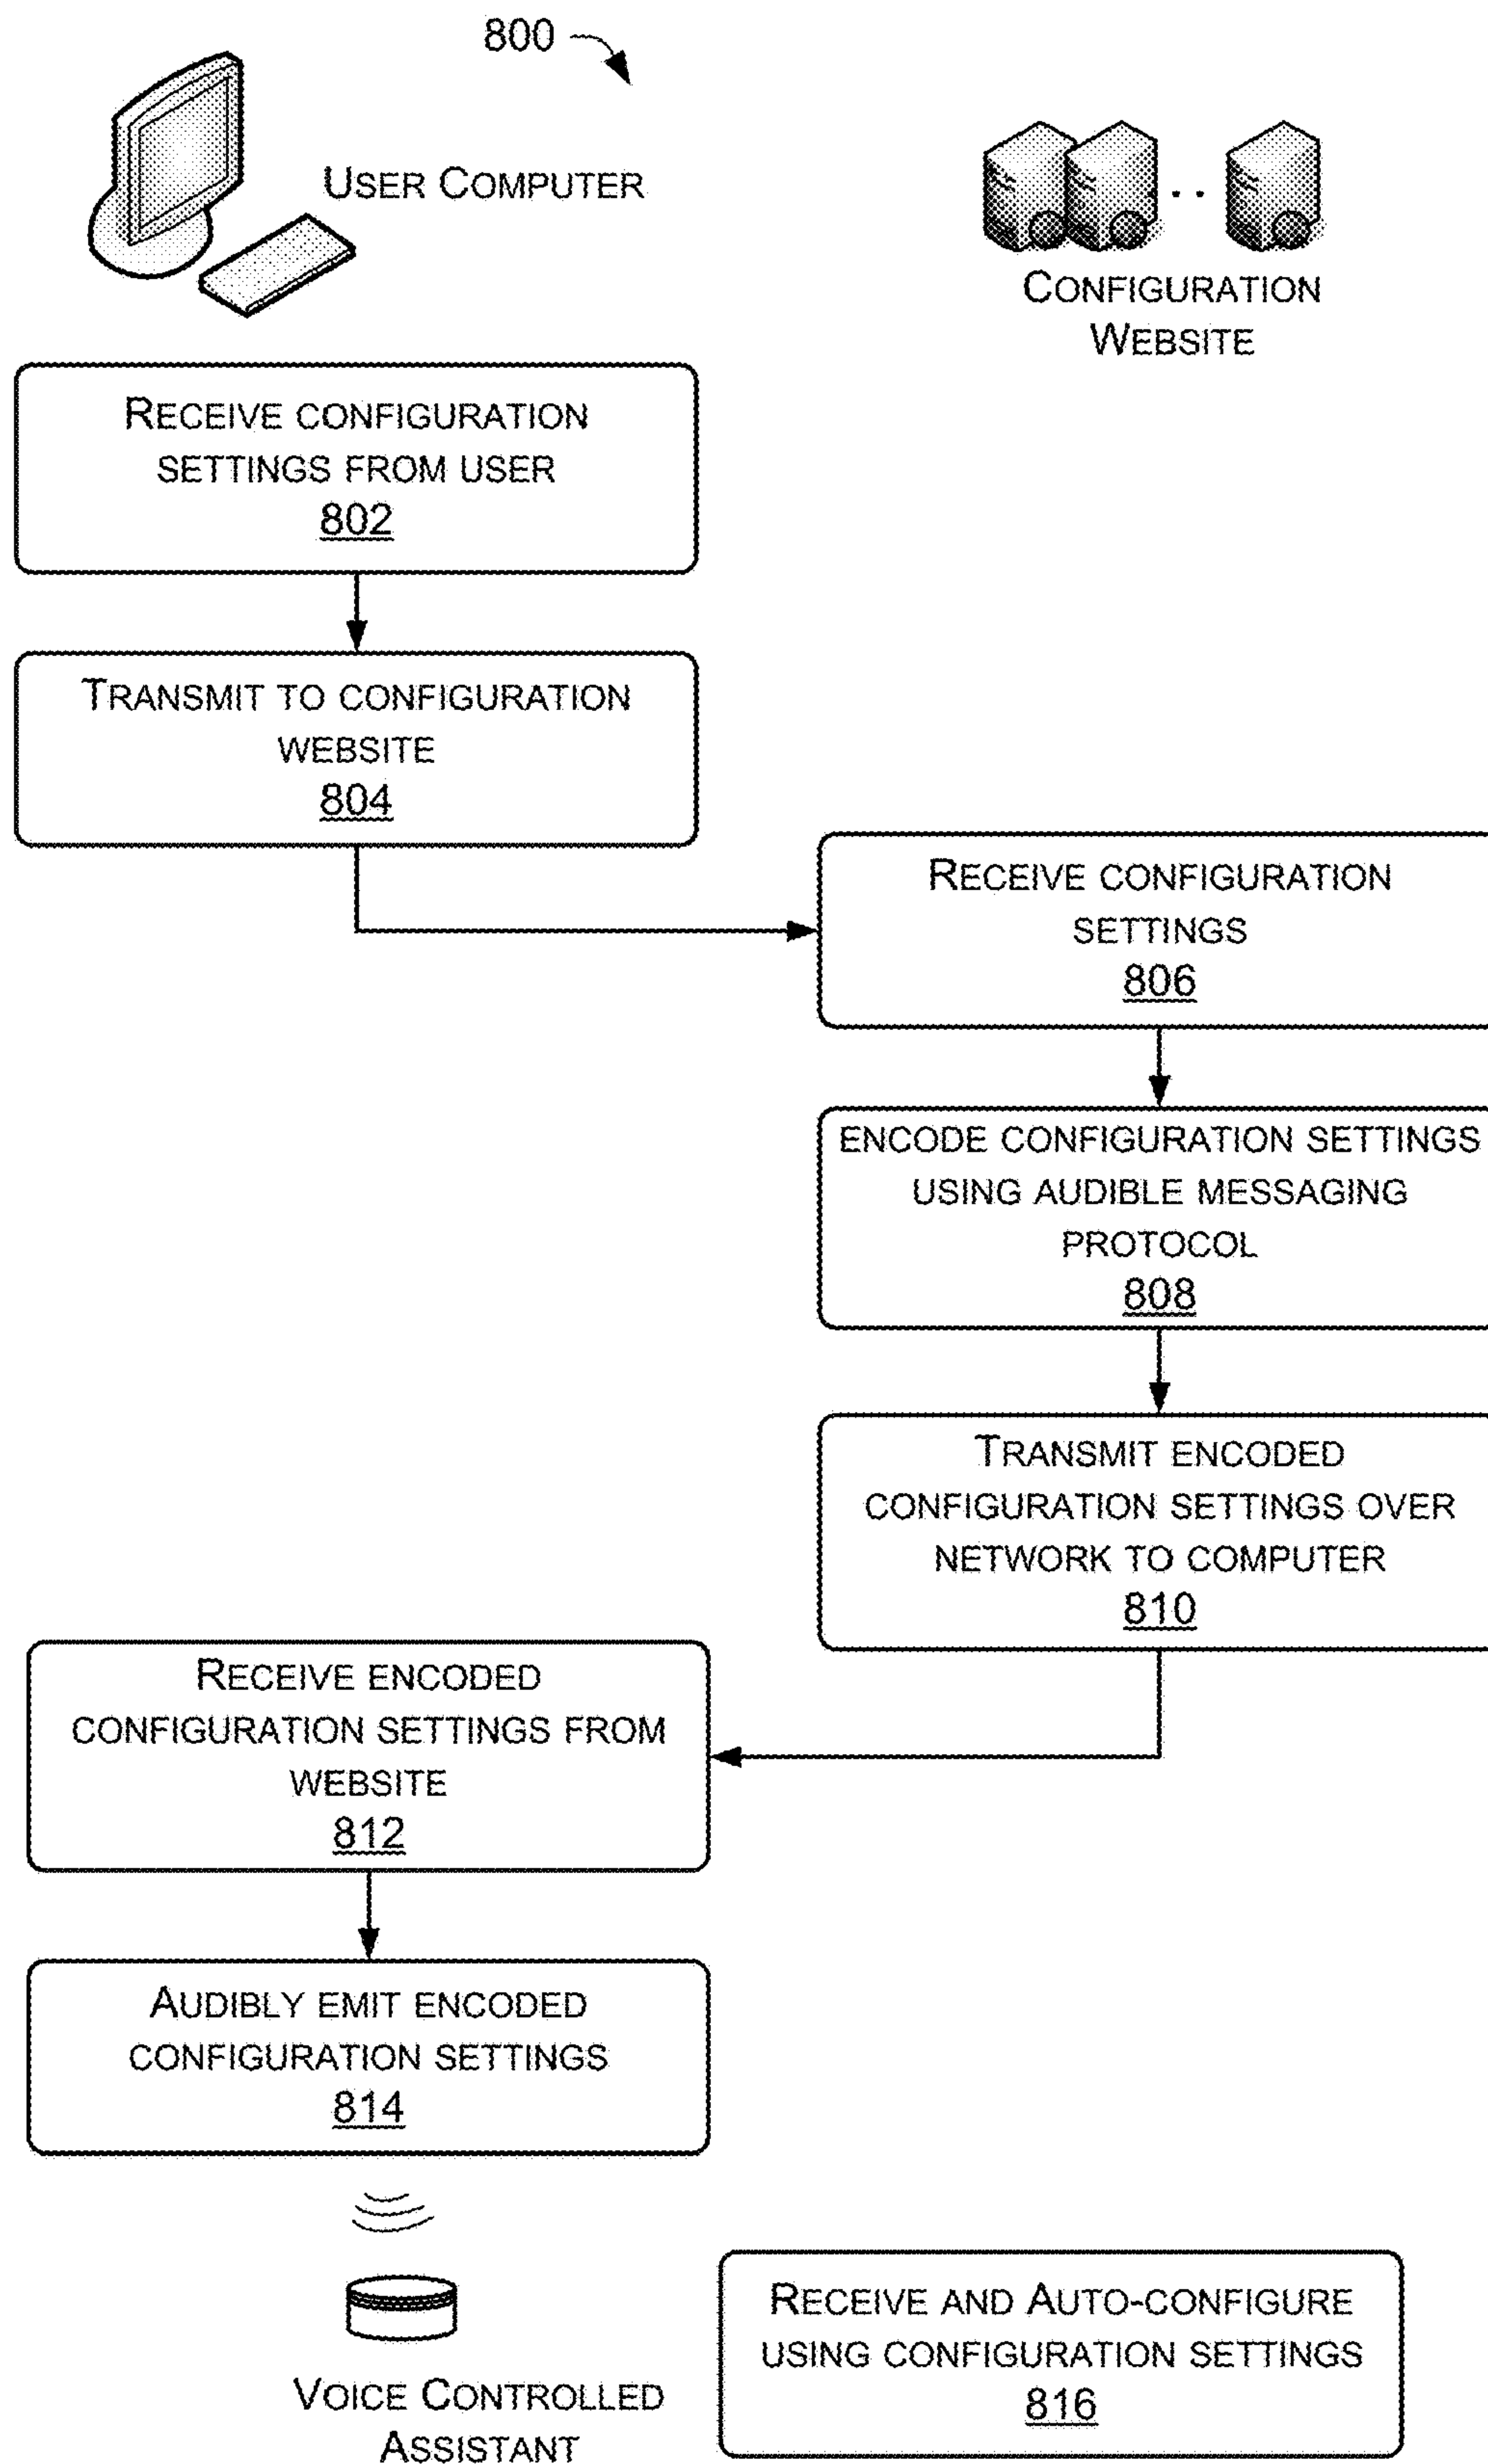 800
USER COMPUTER
CONFIGURATION
WEBSITE
RECEIVE CONFIGURATION
SETTINGS FROM USER
802
TRANSMIT TO CONFIGURATION
WEBSITE
804
RECEIVE CONFIGURATION
SETTINGS
806
ENCODE CONFIGURATION SETTINGS
USING AUDIBLE MESSAGING
PROTOCOL
808
TRANSMIT ENCODED
CONFIGURATION SETTINGS OVER
NETWORK TO COMPUTER
810
RECEIVE ENCODED
CONFIGURATION SETTINGS FROM
WEBSITE
812
AUDIBLY EMIT ENCODED
CONFIGURATION SETTINGS
814
VOICE CONTROLLED
ASSISTANT
RECEIVE AND AUTO-CONFIGURE
USING CONFIGURATION SETTINGS
816